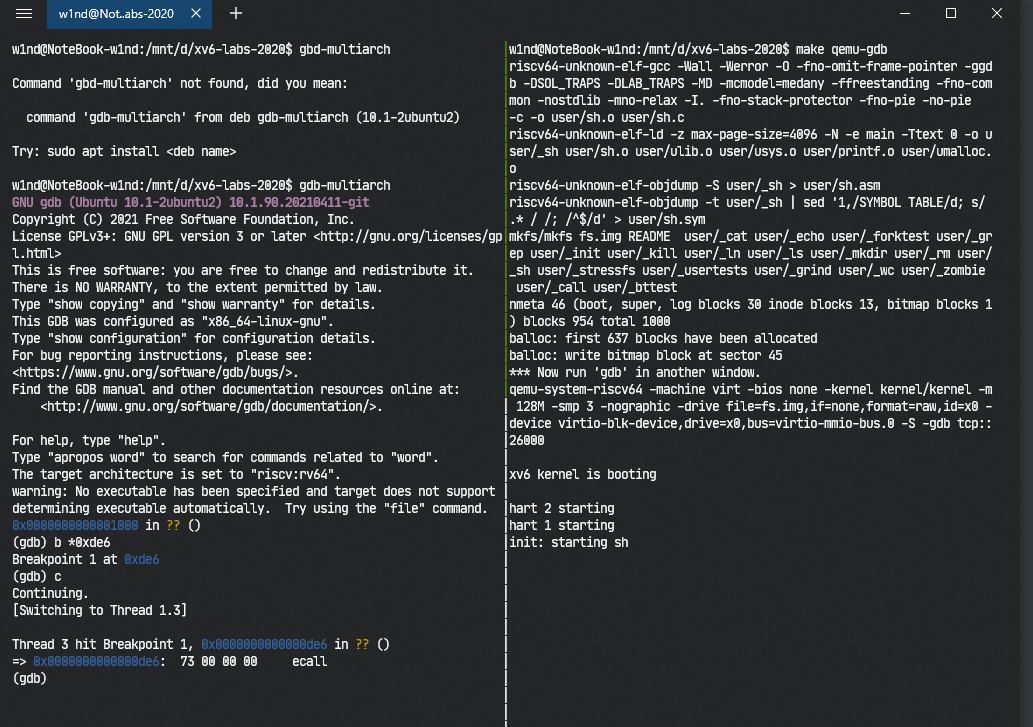 w1nd@Not..abs-2020
w1nd@NoteBook-w1nd:/mnt/d/xv6-labs-2020$ gbd-multiarch
Command 'gbd-multiarch' not found, did you mean:
command 'gdb-multiarch' from deb gdb-multiarch (10.1-2ubuntu2)
Try: sudo apt install <deb name>
w1nd@NoteBook-w1nd:/mnt/d/xv6-labs-2020$ gdb-multiarch
GNU gdb (Ubuntu 10.1-2ubuntu2) 10.1.90.20210411-git
Copyright (C) 2021 Free Software Foundation, Inc.
License GPLv3+: GNU GPL version 3 or later <http://gnu.org/licenses/gp
l.html>
This is free software: you are free to change and redistribute it.
There is NO WARRANTY, to the extent permitted by law.
Type "show copying" and "show warranty" for details.
This GDB was configured as "x86_64-linux-gnu".
Type "show configuration" for configuration details.
For bug reporting instructions, please see:
<https://www.gnu.org/software/gdb/bugs/>.
Find the GDB manual and other documentation resources online at:
<http://www.gnu.org/software/gdb/documentation/>.
For help, type "help".
Type "apropos word" to search for commands related to "word".
The target architecture is set to "riscv:rv64".
warning: No executable has been specified and target does not support
determining executable automatically.  Try using the "file" command.
0x0000000000001000 in ?? ()
(gdb) b *0xde6
Breakpoint 1 at 0xde6
(gdb) c
Continuing.
[Switching to Thread 1.3]
Thread 3 hit Breakpoint 1, 0x0000000000000de6 in ?? ()
=> 0x0000000000000de6:  73 00 00 00     ecall
(gdb)
w1nd@NoteBook-w1nd:/mnt/d/xv6-labs-2020$ make qemu-gdb
riscv64-unknown-elf-gcc -Wall -Werror -O -fno-omit-frame-pointer -ggd
b -DSOL_TRAPS -DLAB_TRAPS -MD -mcmodel=medany -ffreestanding -fno-com
mon -nostdlib -mno-relax -I. -fno-stack-protector -fno-pie -no-pie
-c -o user/sh.o user/sh.c
riscv64-unknown-elf-ld -z max-page-size=4096 -N -e main -Ttext 0 -o u
ser/_sh user/sh.o user/ulib.o user/usys.o user/printf.o user/umalloc.
o
riscv64-unknown-elf-objdump -S user/_sh > user/sh.asm
riscv64-unknown-elf-objdump -t user/_sh | sed '1,/SYMBOL TABLE/d; s/
.* / /; /^$/d' > user/sh.sym
mkfs/mkfs fs.img README  user/_cat user/_echo user/_forktest user/_gr
ep user/_init user/_kill user/_ln user/_ls user/_mkdir user/_rm user/
_sh user/_stressfs user/_usertests user/_grind user/_wc user/_zombie
user/_call user/_bttest
nmeta 46 (boot, super, log blocks 30 inode blocks 13, bitmap blocks 1
) blocks 954 total 1000
balloc: first 637 blocks have been allocated
balloc: write bitmap block at sector 45
*** Now run 'gdb' in another window.
qemu-system-riscv64 -machine virt -bios none -kernel kernel/kernel -m
128M -smp 3 -nographic -drive file=fs.img,if=none,format=raw,id=x0 -
device virtio-blk-device,drive=x0,bus=virtio-mmio-bus.0 -S -gdb tcp::
26000
xv6 kernel is booting
hart 2 starting
hart 1 starting
init: starting sh